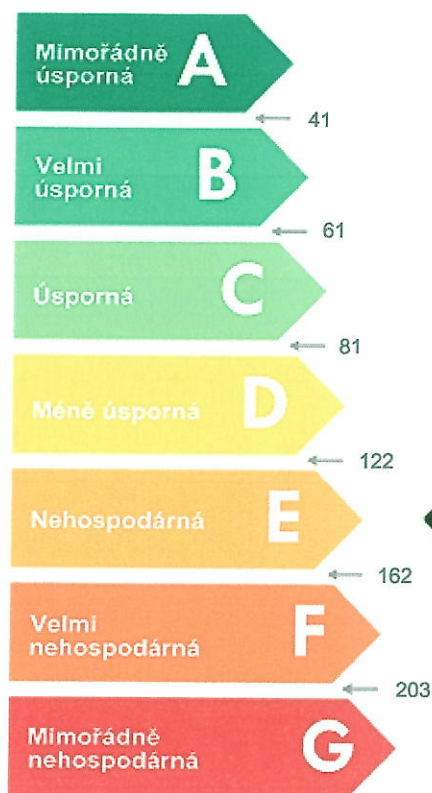 Mimořádně
úsporná
A
41
Velmi
úsporná
B
61
Úsporná
C
81
Méně úsporná
D
122
Nehospodárná
E
162
Velmi
nehospodárná
F
203
Mimořádně
nehospodárná
G